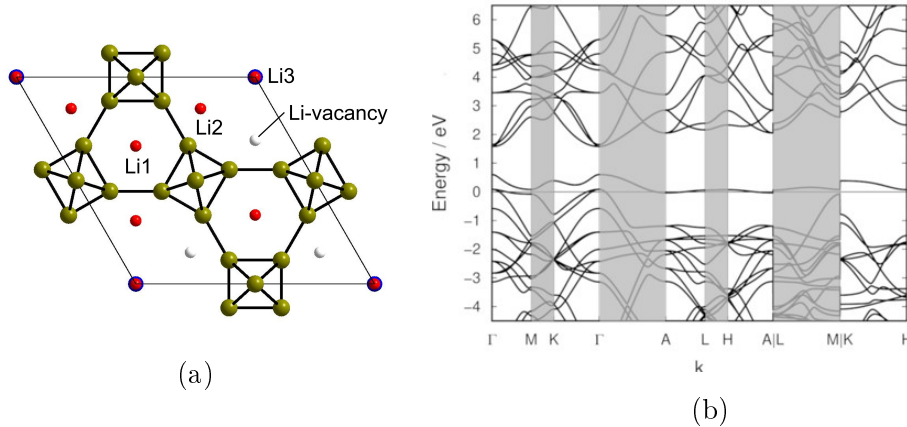 Li3
Li-vacancy
Li2
Li1
(a)
(b)
Energy / eV
6
5
4
3
2
1
0
−1
−2
−3
−4
Γ M K Γ A L H A|L M|K H
k